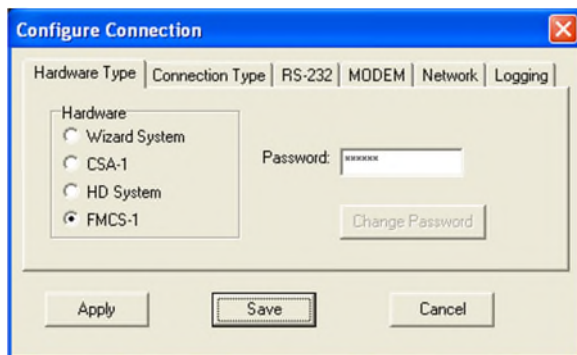 Configure Connection
Hardware Type Connection Type RS-232 MODEM Network Logging
Hardware
Wizard System
CSA-1
HD System
FMCS-1
Password: ******
Change Password
Apply Save Cancel